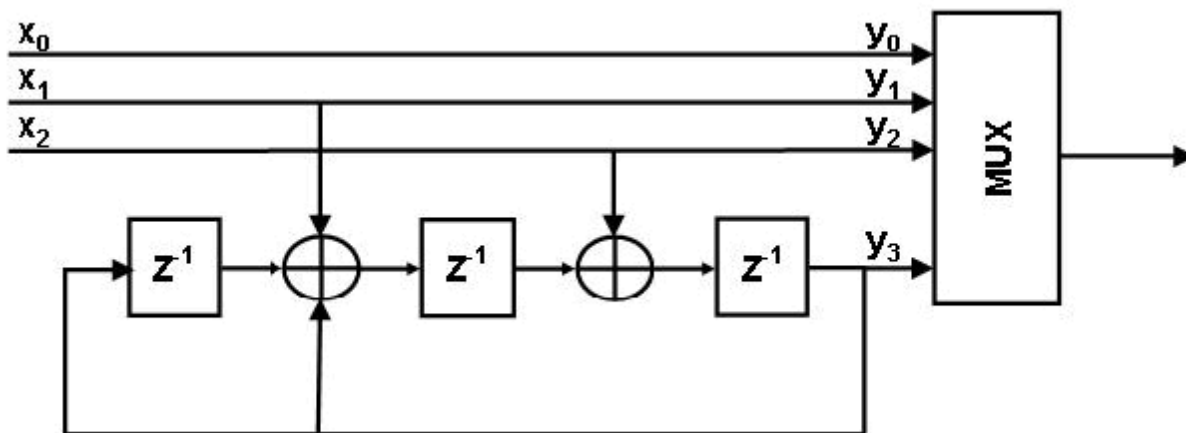 x₀ y₀
x₁ y₁
x₂ y₂
MUX
z⁻¹ z⁻¹ z⁻¹ y₃